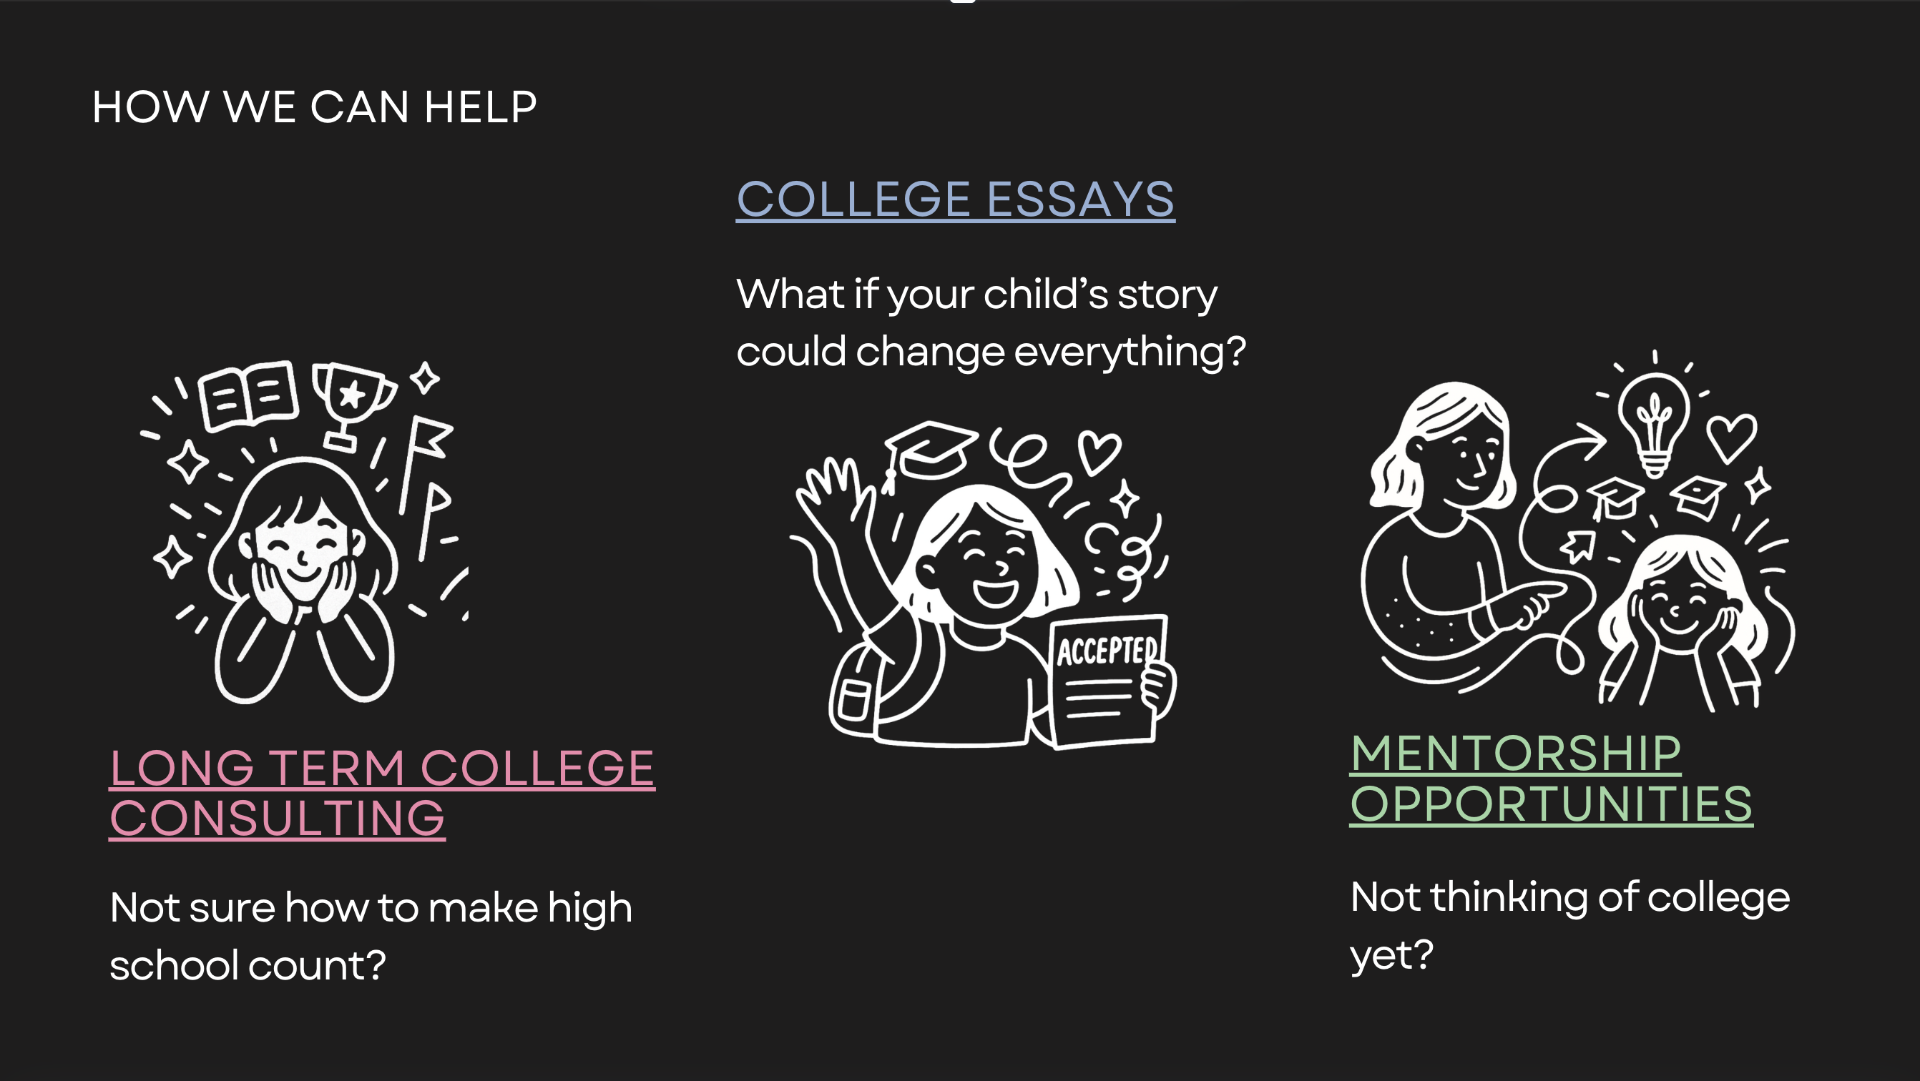 HOW WE CAN HELP
COLLEGE ESSAYS
What if your child’s story
could change everything?
ACCEPTED
LONG TERM COLLEGE
CONSULTING
Not sure how to make high
school count?
MENTORSHIP
OPPORTUNITIES
Not thinking of college
yet?